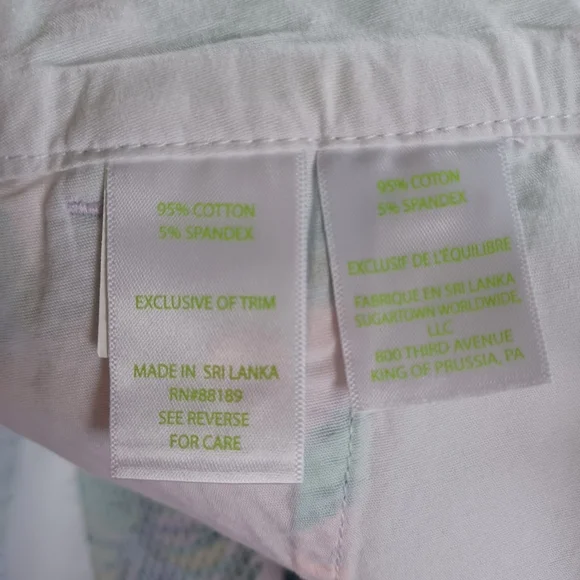 95% COTTON
5% SPANDEX
EXCLUSIVE OF TRIM
MADE IN SRI LANKA
RN#88189
SEE REVERSE
FOR CARE
95% COTON
5% SPANDEX
EXCLUSIF DE L'ÉQUILIBRE
FABRIQUE EN SRI LANKA
SUGARTOWN WORLDWIDE,
LLC
800 THIRD AVENUE
KING OF PRUSSIA, PA